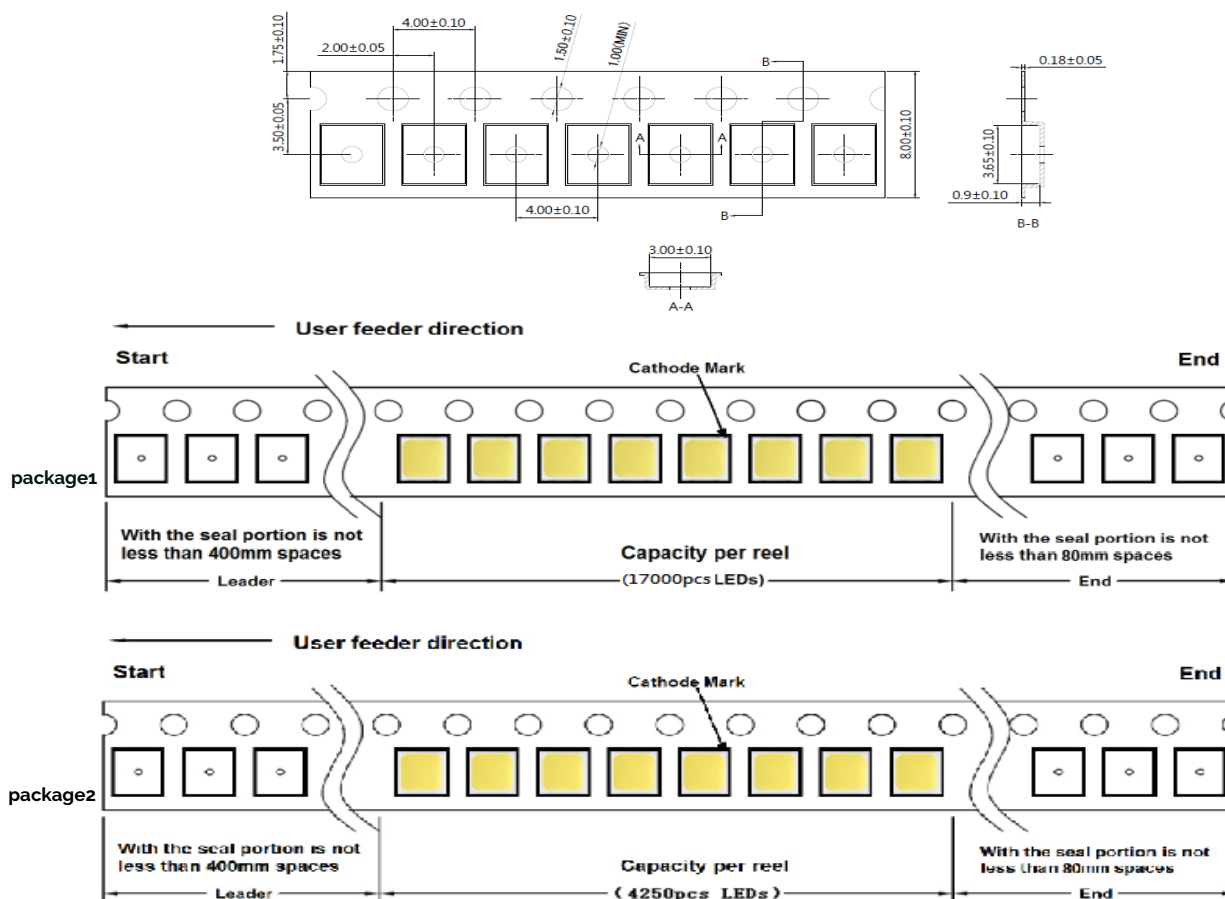 4.00±0.10
1.75±0.10
2.00±0.05
1.50±0.10
1.00(MIN)
B
0.18±0.05
3.50±0.05
A
A
8.00±0.10
3.65±0.10
4.00±0.10
B
0.9±0.10
B-B
3.00±0.10
A-A
User feeder direction
Start
Cathode Mark
End
package1
With the seal portion is not
less than 400mm spaces
Capacity per reel
With the seal portion is not
less than 80mm spaces
Leader
(17000pcs LEDs)
End
User feeder direction
Start
Cathode Mark
End
package2
With the seal portion is not
less than 400mm spaces
Capacity per reel
With the seal portion is not
less than 80mm spaces
Leader
(4250pcs LEDs)
End